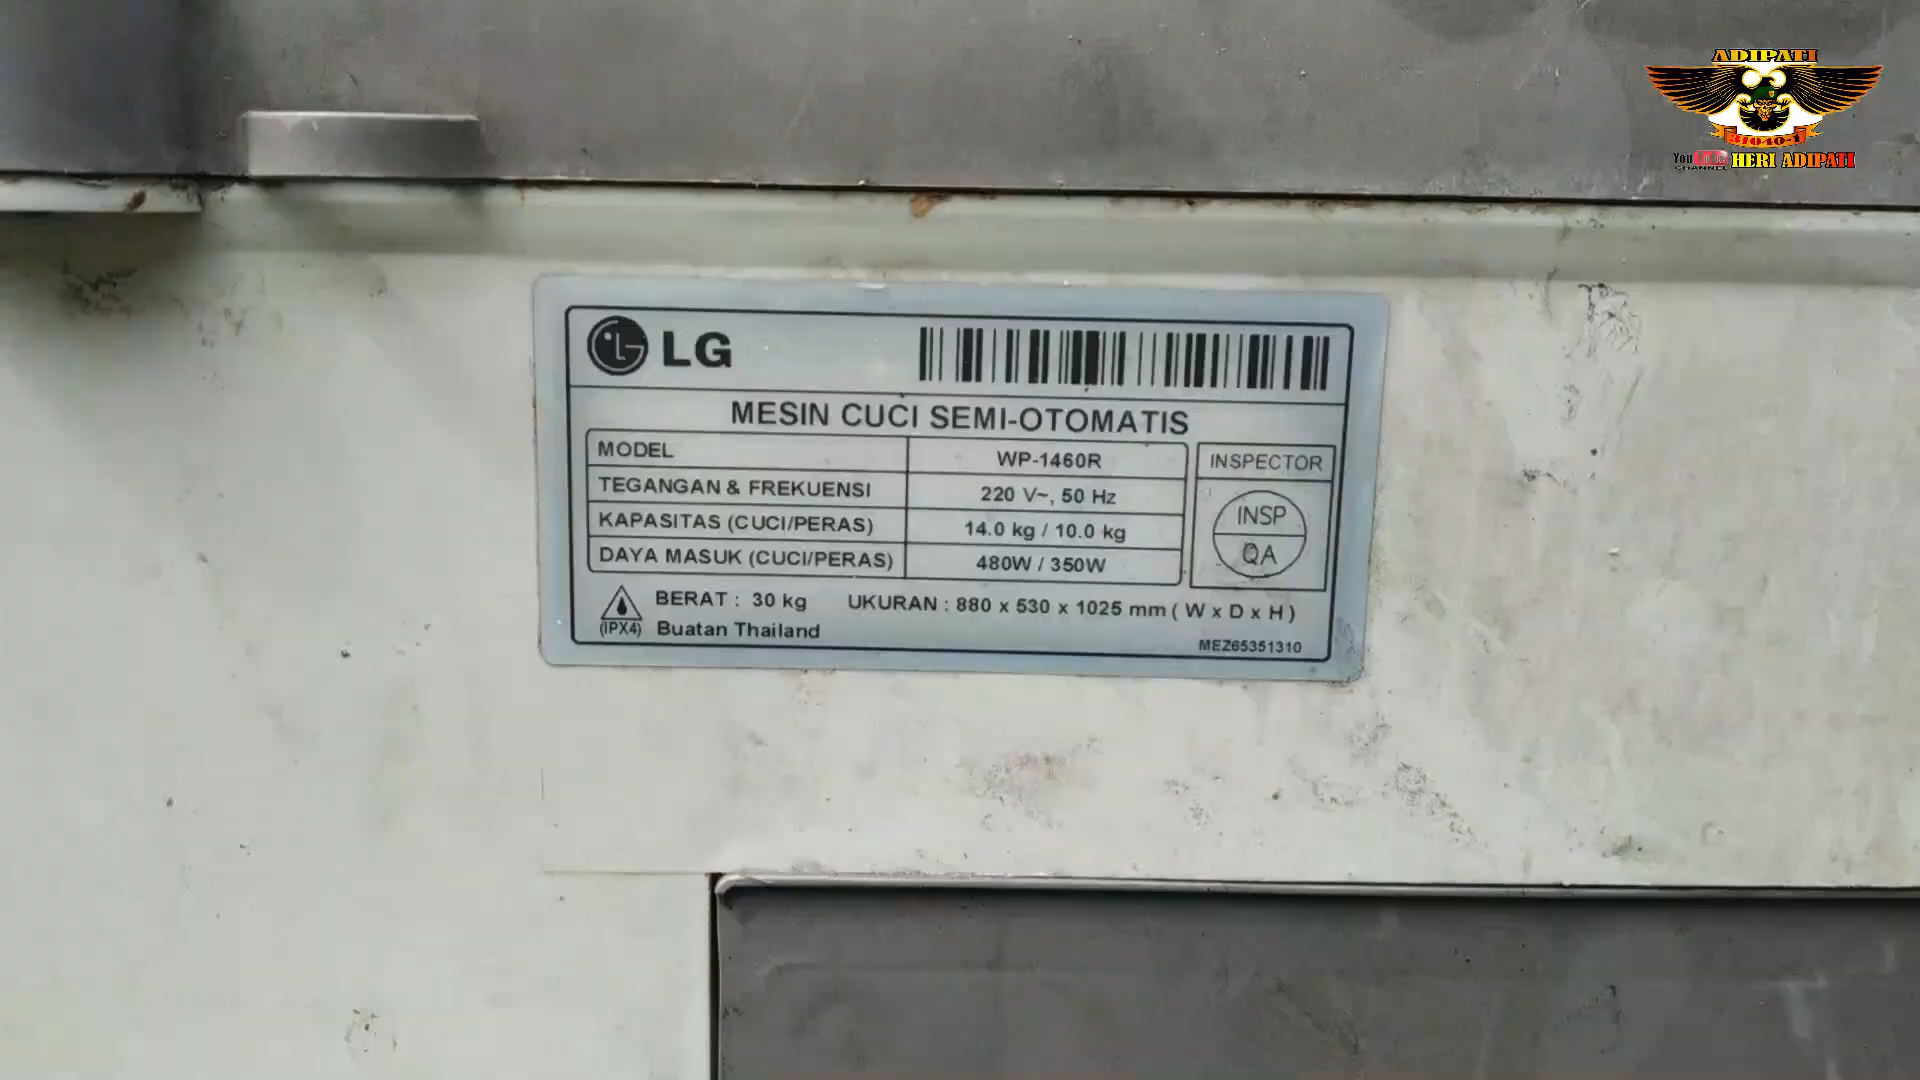 ADIPATI
YouTube HERI ADIPATI
CHANNEL
LG
MESIN CUCI SEMI-OTOMATIS
MODEL WP-1460R
TEGANGAN & FREKUENSI 220 V~, 50 Hz
KAPASITAS (CUCI/PERAS) 14.0 kg / 10.0 kg
DAYA MASUK (CUCI/PERAS) 480W / 350W
INSPECTOR
INSP
QA
BERAT : 30 kg UKURAN : 880 x 530 x 1025 mm ( W x D x H )
(IPX4) Buatan Thailand
MEZ65351310